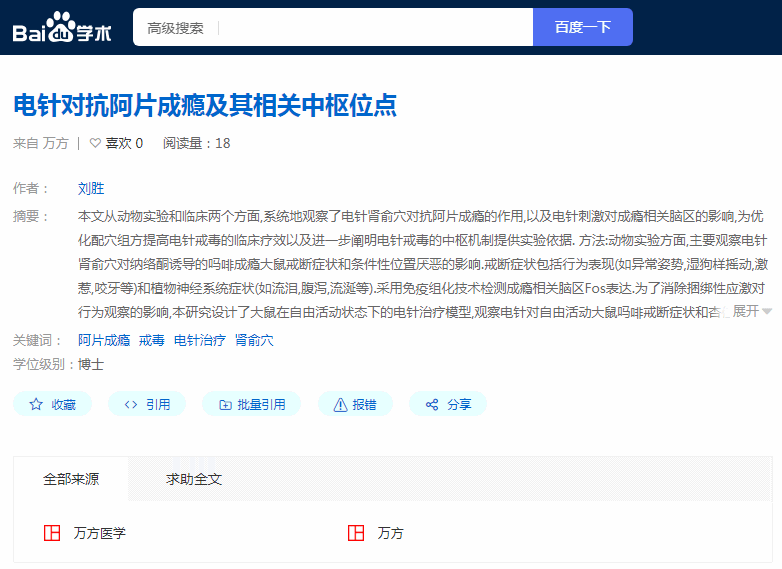 Bai du 学术
高级搜索
百度一下
电针对抗阿片成瘾及其相关中枢位点
来自 万方 | 喜欢 0 阅读量:18
作者: 刘胜
摘要: 本文从动物实验和临床两个方面,系统地观察了电针肾俞穴对抗阿片成瘾的作用,以及电针刺激对成瘾相关脑区的影响,为优
化配穴组方提高电针戒毒的临床疗效以及进一步阐明电针戒毒的中枢机制提供实验依据. 方法:动物实验方面,主要观察电针
肾俞穴对纳络酮诱导的吗啡成瘾大鼠戒断症状和条件性位置厌恶的影响.戒断症状包括行为表现(如异常姿势,湿狗样摇动,激
惹,咬牙等)和植物神经系统症状(如流泪,腹泻,流涎等).采用免疫组化技术检测成瘾相关脑区Fos表达.为了消除捆绑性应激对
行为观察的影响,本研究设计了大鼠在自由活动状态下的电针治疗模型,观察电针对自由活动大鼠吗啡戒断症状和 展开
关键词: 阿片成瘾 戒毒 电针治疗 肾俞穴
学位级别:博士
收藏 引用 批量引用 报错 分享
全部来源 求助全文
万方医学 万方